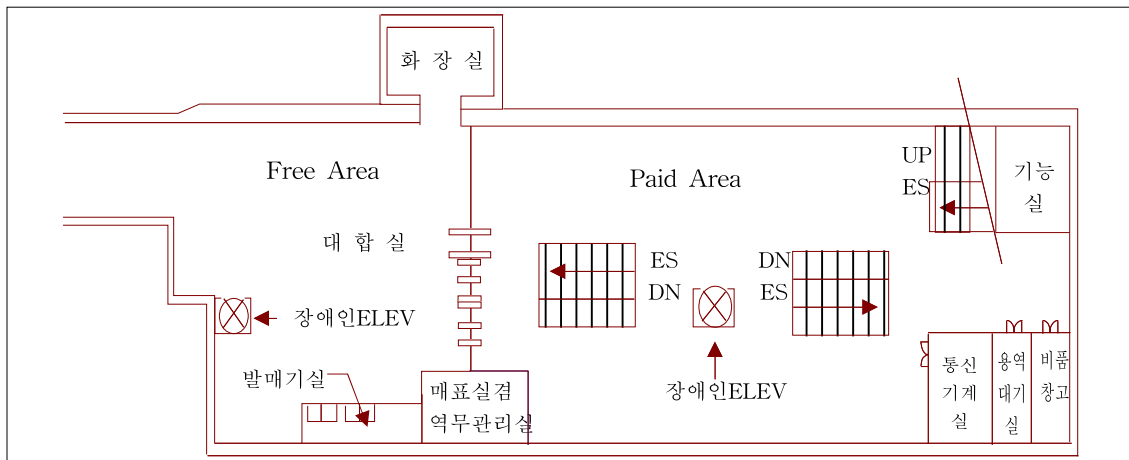 화 장 실
Free Area
Paid Area
UP
ES
기능
실
대 합 실
ES
DN
DN
ES
장애인ELEV
발매기실
매표실겸
역무관리실
장애인ELEV
통신
기계
실
용역
대기
실
비품
창고